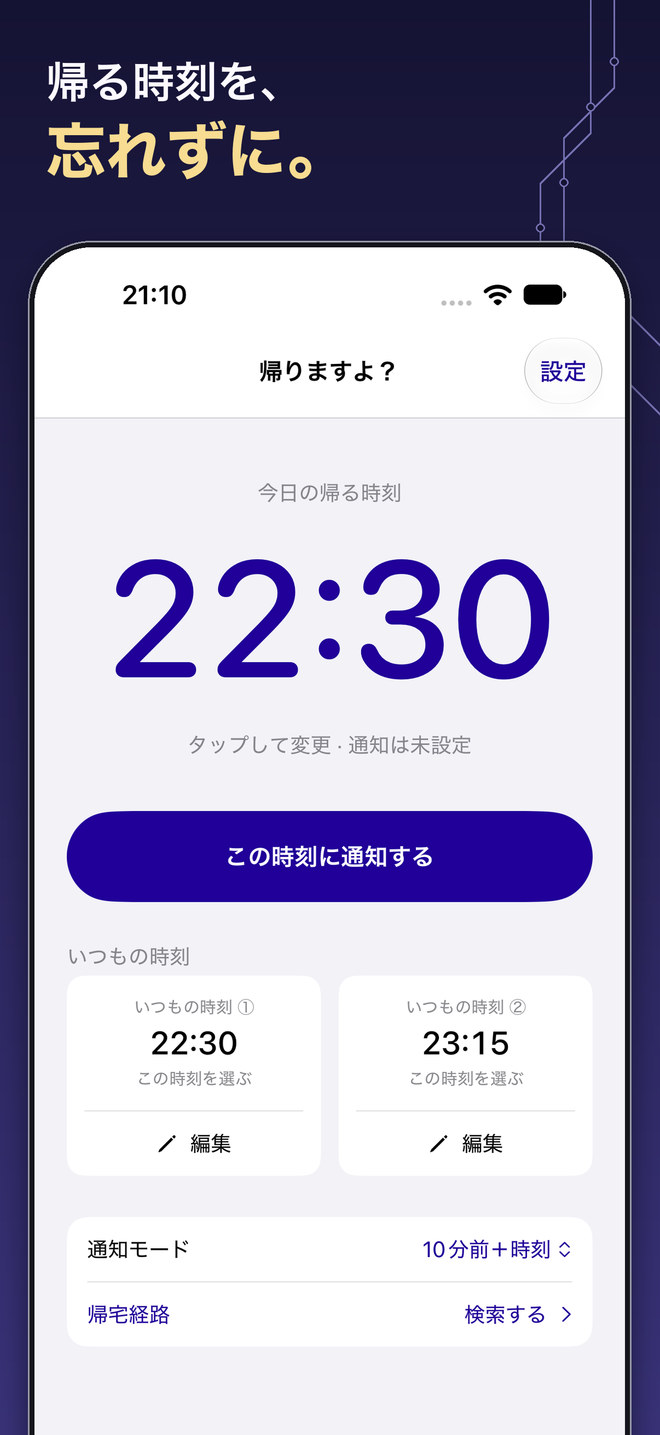 帰る時刻を、
忘れずに。
21:10
帰りますよ？
設定
今日の帰る時刻
22:30
タップして変更 · 通知は未設定
この時刻に通知する
いつもの時刻
いつもの時刻 ①
22:30
この時刻を選ぶ
編集
いつもの時刻 ②
23:15
この時刻を選ぶ
編集
通知モード
10分前＋時刻
帰宅経路
検索する